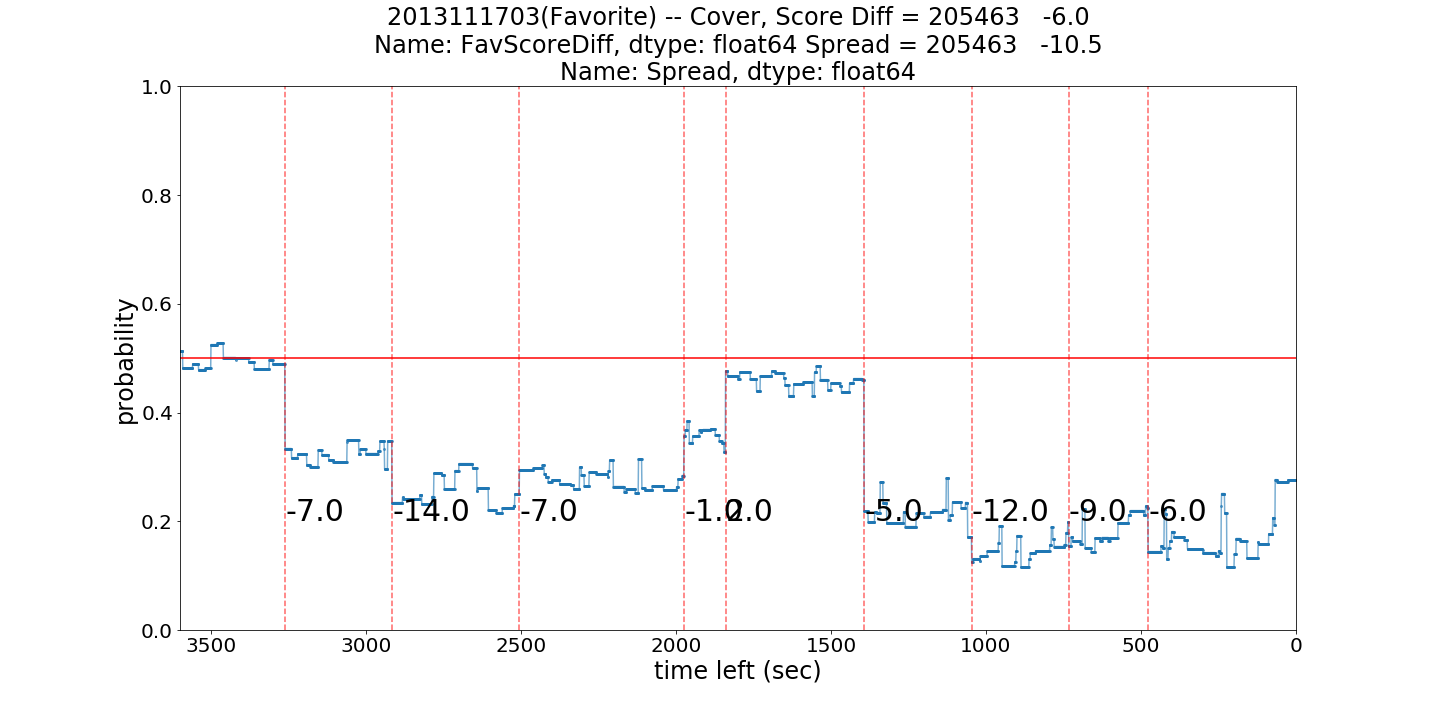 2013111703(Favorite) -- Cover, Score Diff = 205463   -6.0
Name: FavScoreDiff, dtype: float64 Spread = 205463   -10.5
Name: Spread, dtype: float64
1.0
0.8
0.6
0.4
0.2
0.0
probability
-7.0 -14.0 -7.0 -1.0 2.0 -5.0 -12.0 -9.0 -6.0
3500 3000 2500 2000 1500 1000 500 0
time left (sec)